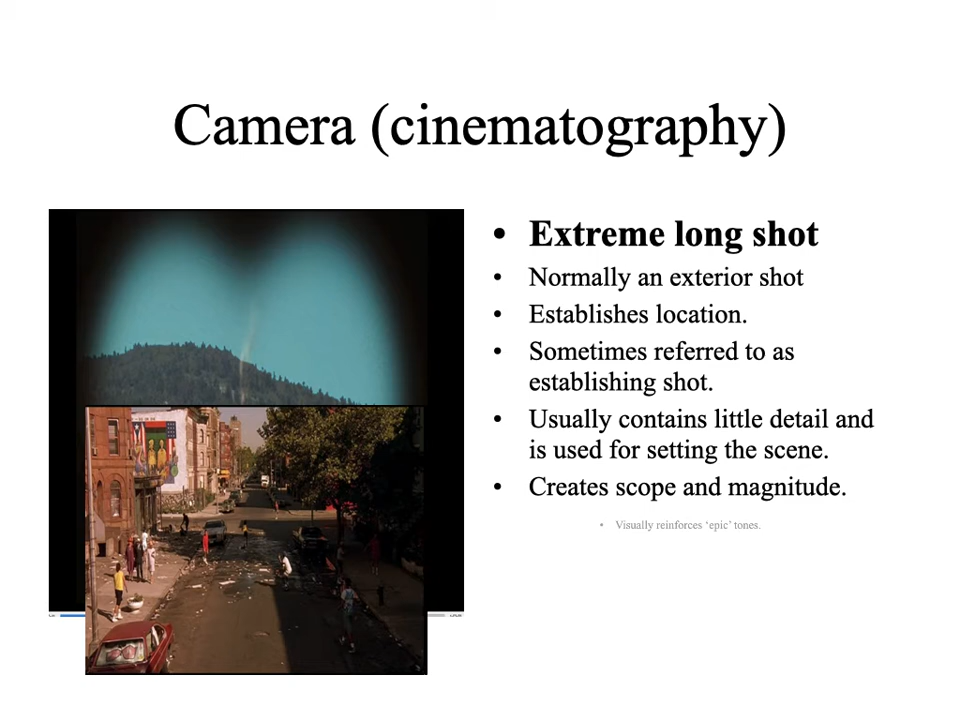 Camera (cinematography)
• Extreme long shot
• Normally an exterior shot
• Establishes location.
• Sometimes referred to as
establishing shot.
• Usually contains little detail and
is used for setting the scene.
• Creates scope and magnitude.
• Visually reinforces ‘epic’ tones.